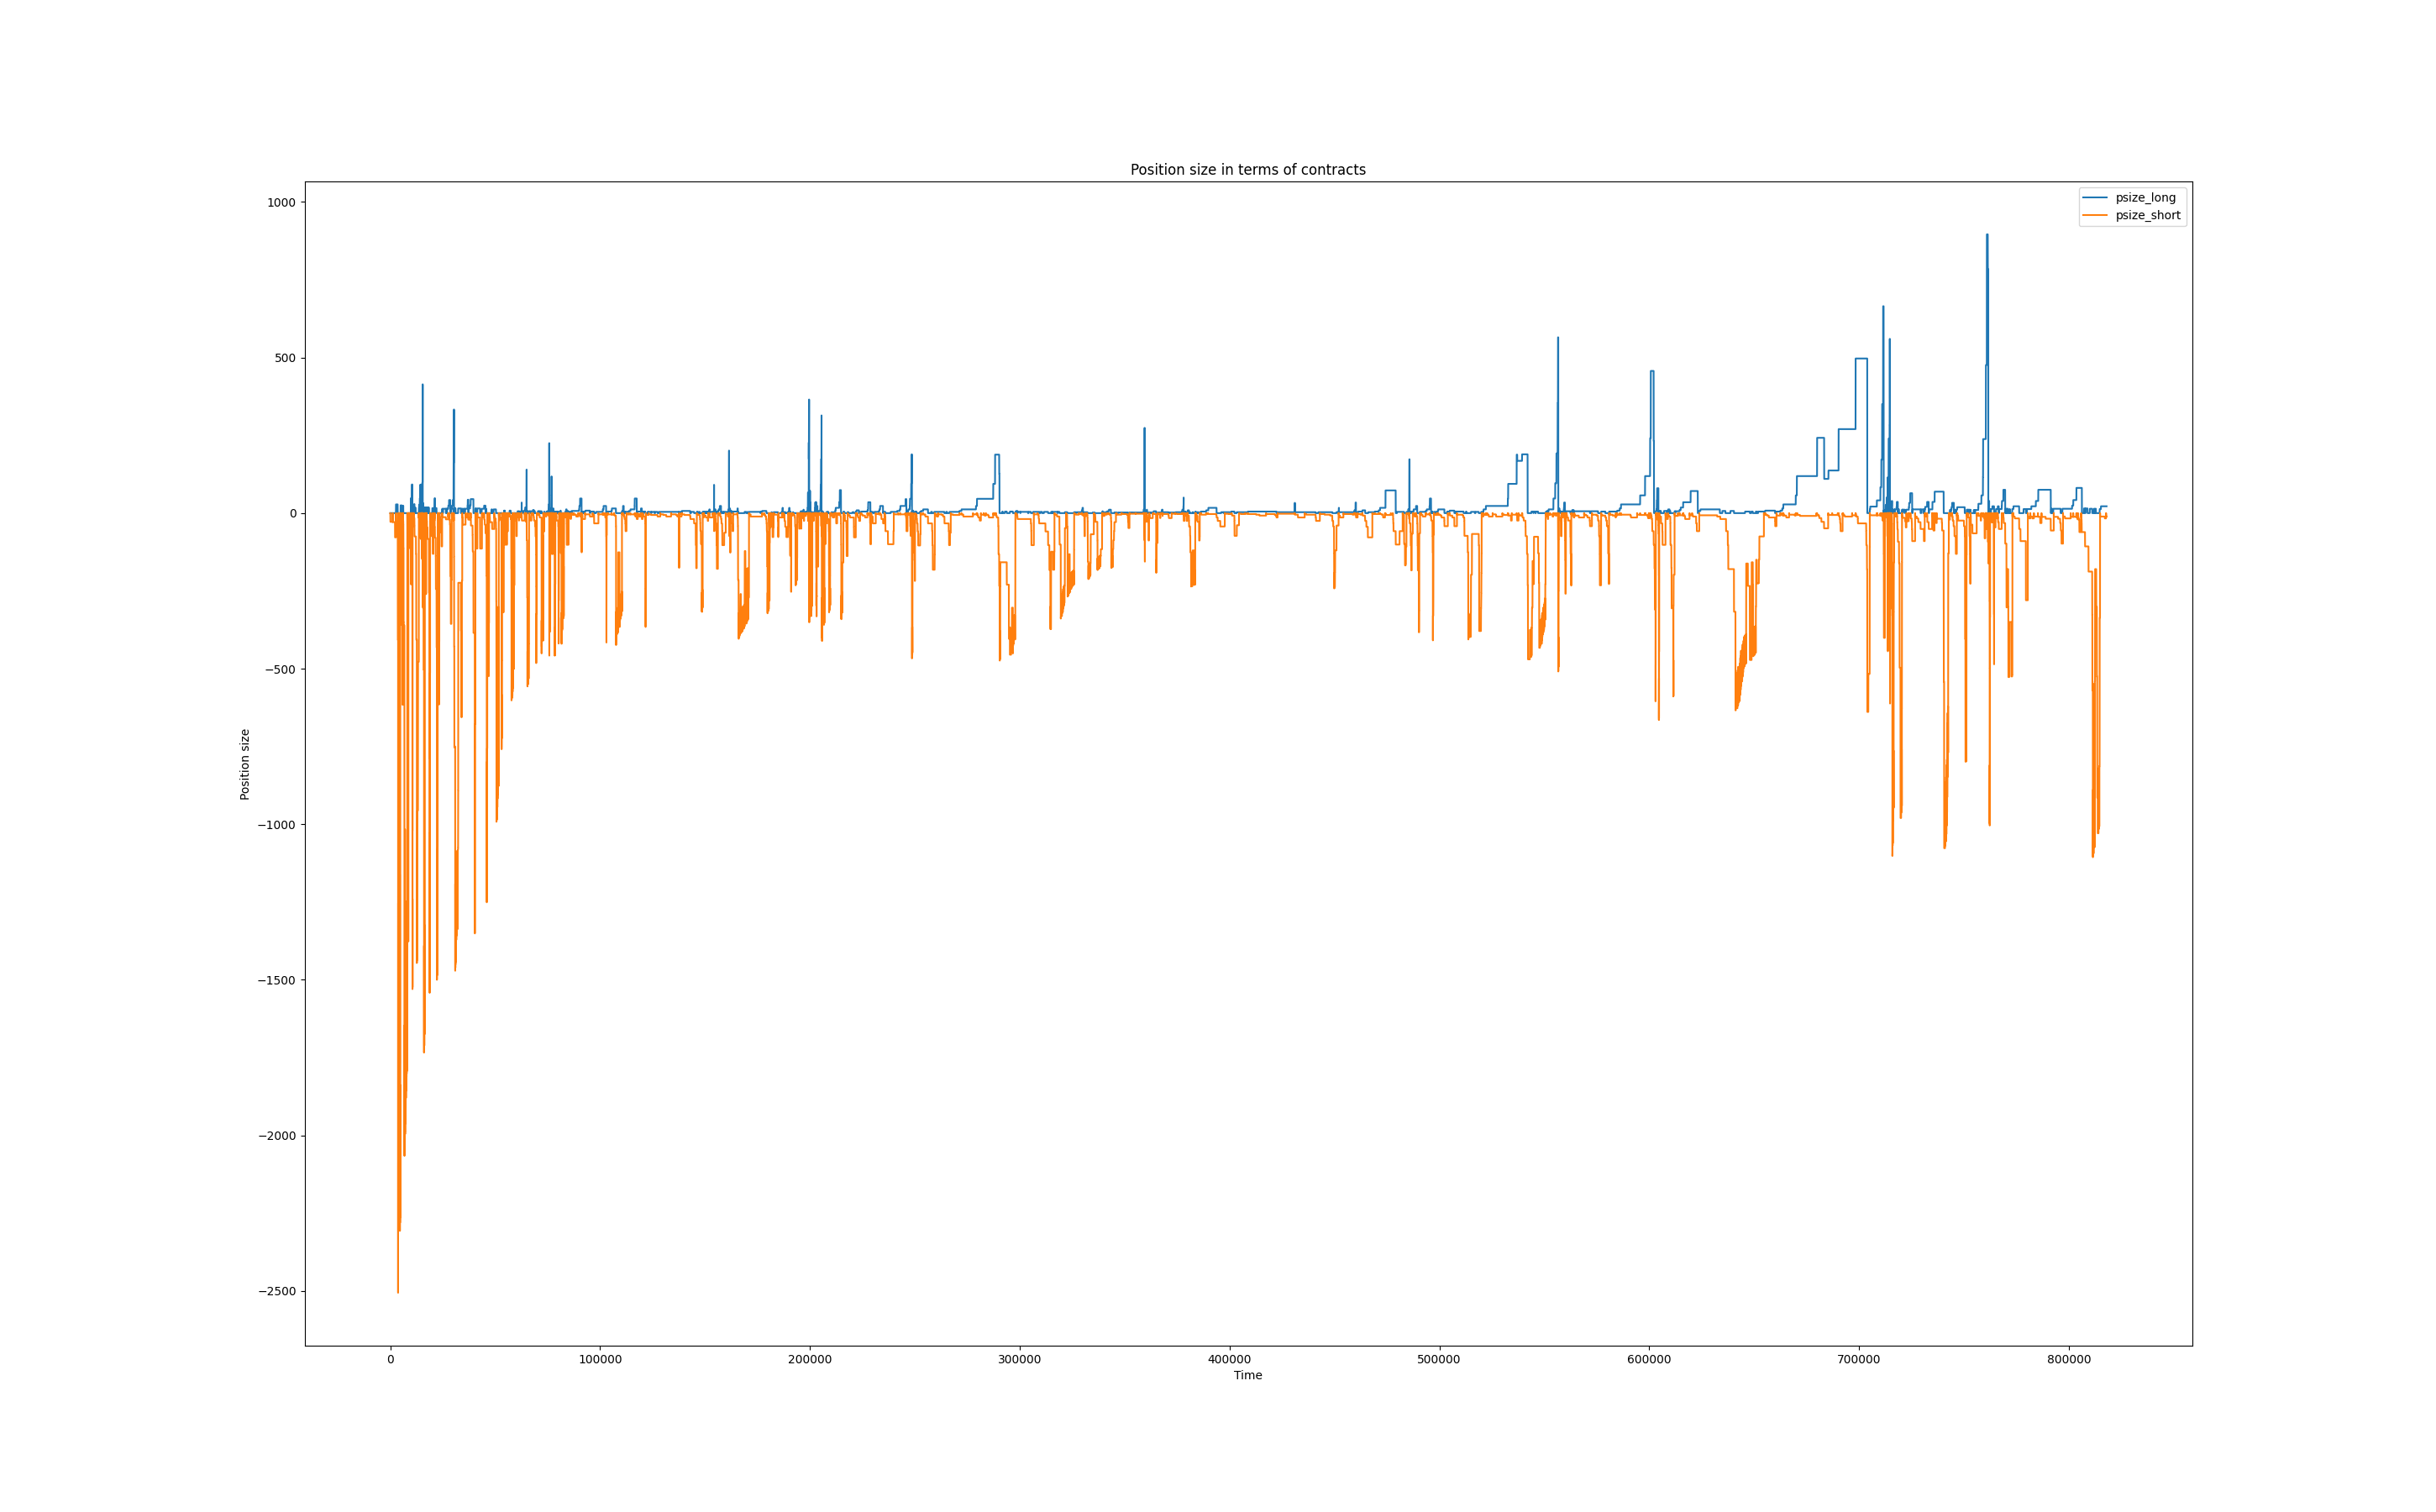 Position size in terms of contracts
psize_long
psize_short
1000
500
0
−500
−1000
−1500
−2000
−2500
Position size
0 100000 200000 300000 400000 500000 600000 700000 800000
Time